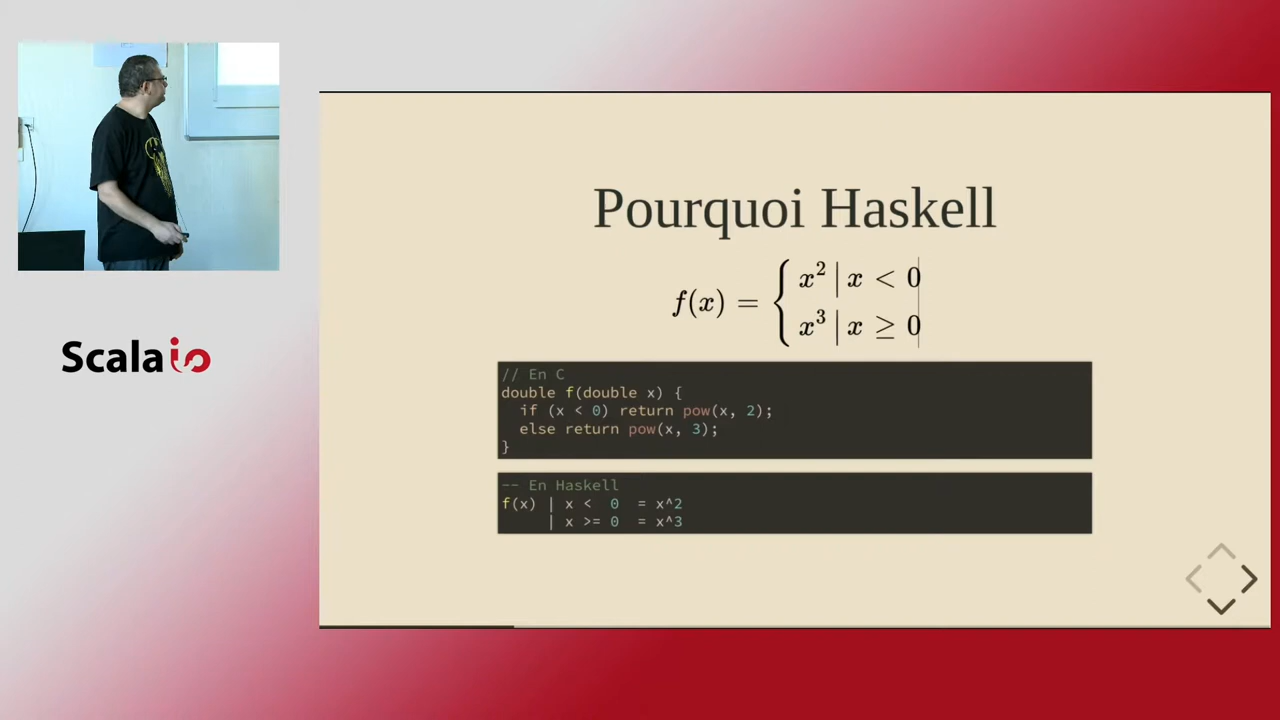 Scala io
Pourquoi Haskell
f(x) = { x² | x < 0
x³ | x ≥ 0
// En C
double f(double x) {
  if (x < 0) return pow(x, 2);
  else return pow(x, 3);
}
-- En Haskell
f(x) | x <  0  = x^2
     | x >= 0  = x^3